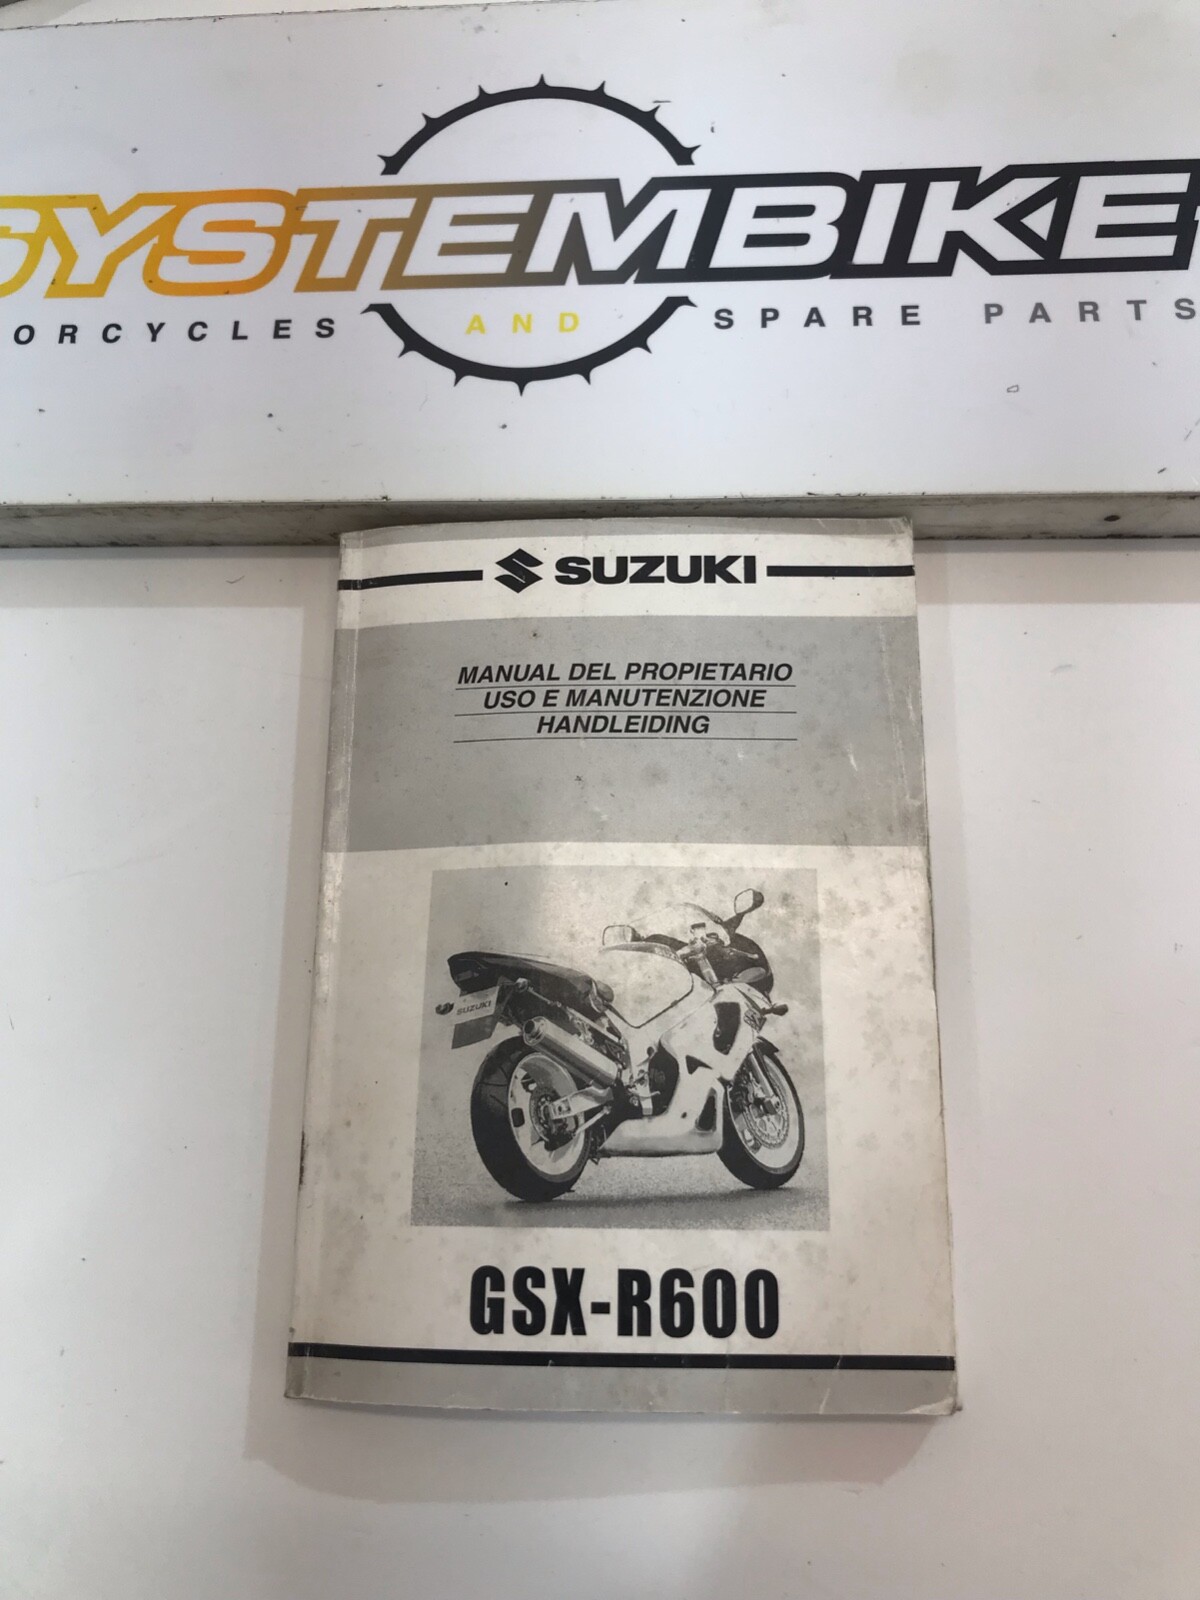 SYSTEMBIKE
ORCYCLES AND SPARE PARTS
SUZUKI
MANUAL DEL PROPIETARIO
USO E MANUTENZIONE
HANDLEIDING
SUZUKI
GSX-R600